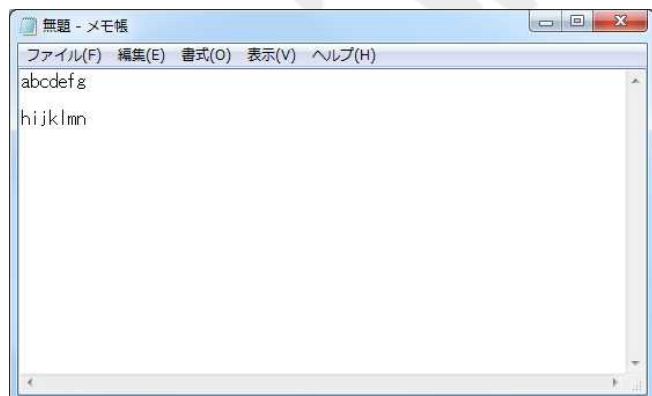 無題 - メモ帳
ファイル(F) 編集(E) 書式(O) 表示(V) ヘルプ(H)
abcdefg
hijklmn